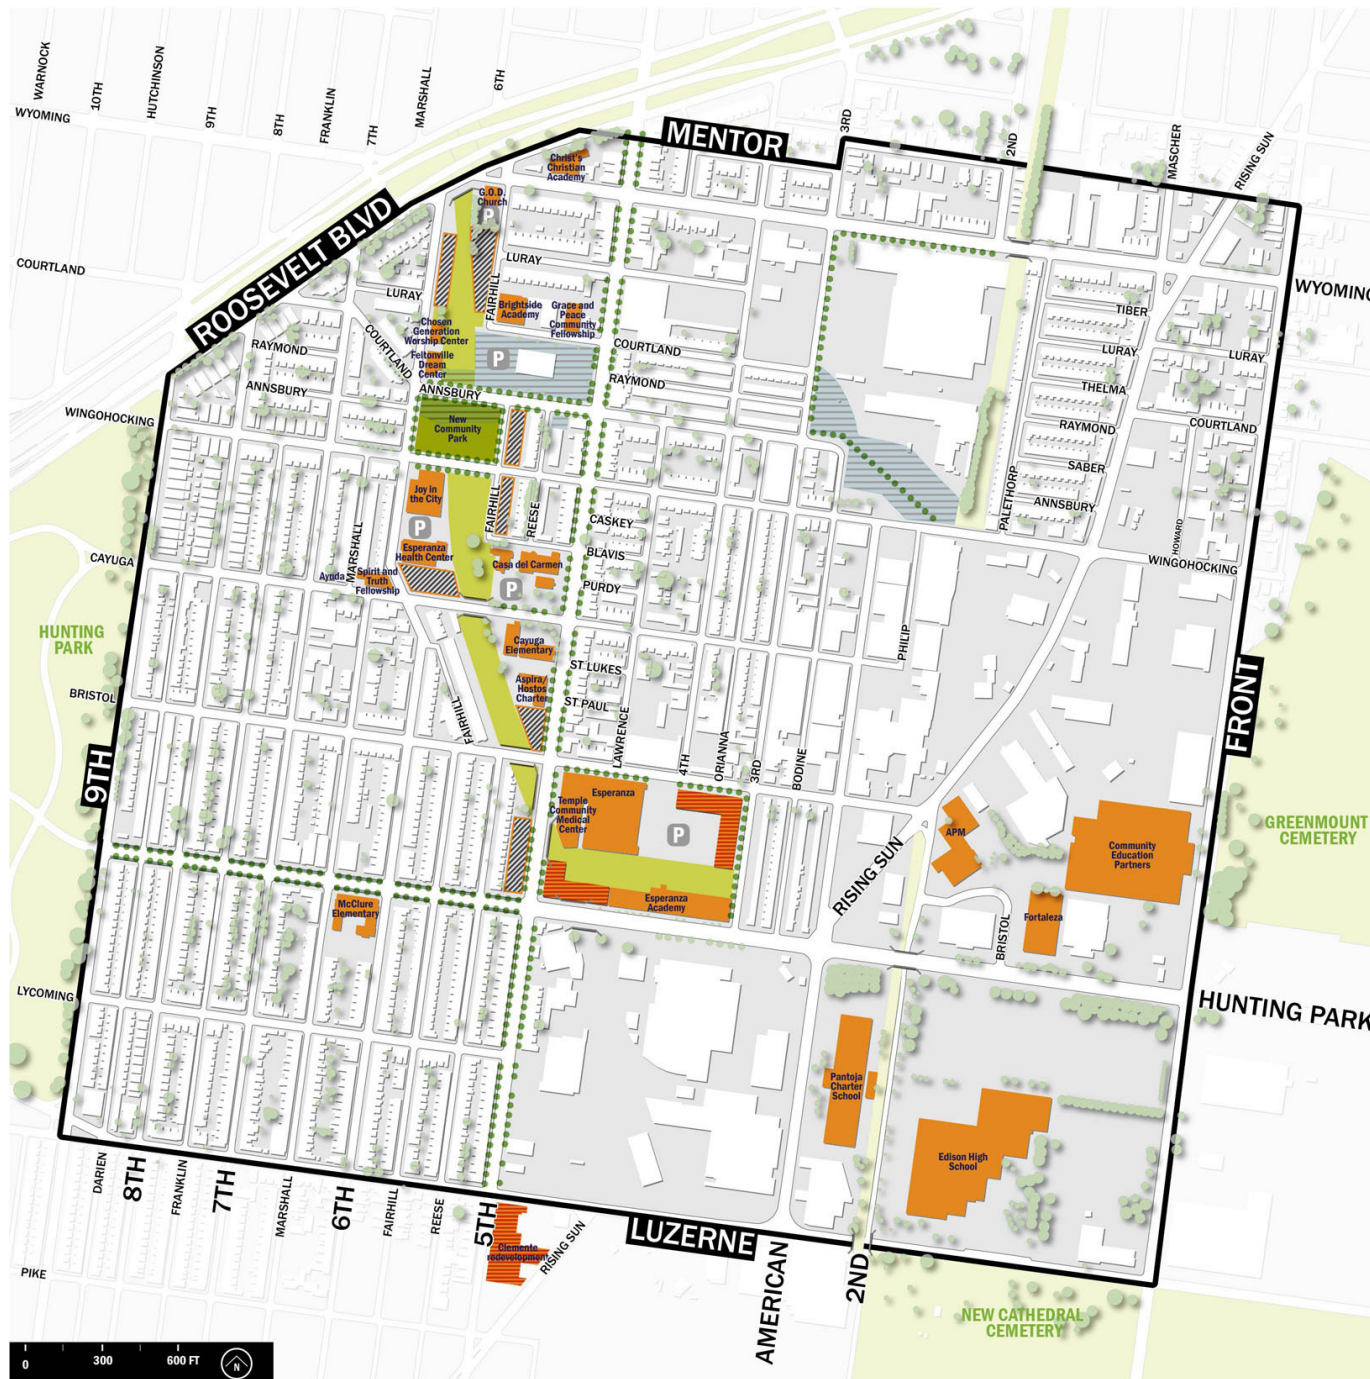 WARNOCK
10TH
HUTCHINSON
9TH
8TH
FRANKLIN
7TH
MARSHALL
6TH
3RD
2ND
MASCHER
RISING SUN
WYOMING
MENTOR
Christ's
Christian
Academy
G.O.D.
Church
P
ROOSEVELT BLVD
COURTLAND
LURAY
LURAY
FAIRHILL
WYOMING
TIBER
Brightside
Academy
Grace and
Peace
Community
Fellowship
Chosen
Generation
Worship Center
Feltonville
Dream
Center
COURTLAND
RAYMOND
COURTLAND
LURAY
LURAY
P
ANNSBURY
ANNSBURY
RAYMOND
THELMA
WINGOHOCKING
New
Community
Park
RAYMOND
COURTLAND
SABER
PALETHORP
ANNSBURY
Joy in
the City
FAIRHILL
REESE
CASKEY
P
MARSHALL
Esperanza
Health Center
BLAVIS
HOWARD
WINGOHOCKING
CAYUGA
Ayuda
Spirit and
Truth
Fellowship
Casa del Carmen
P
PURDY
HUNTING
PARK
Cayuga
Elementary
PHILIP
ST. LUKES
Aspira/
Hostos
Charter
BRISTOL
FAIRHILL
ST. PAUL
LAWRENCE
4TH
ORIANNA
3RD
BODINE
FRONT
9TH
Esperanza
Temple
Community
Medical
Center
P
APM
GREENMOUNT
CEMETERY
Community
Education
Partners
RISING SUN
McClure
Elementary
Esperanza
Academy
BRISTOL
Fortaleza
LYCOMING
HUNTING PARK
Pantoja
Charter
School
Edison High
School
DARIEN
8TH
FRANKLIN
7TH
MARSHALL
6TH
FAIRHILL
REESE
5TH
LUZERNE
Clemente
redevelopment
RISING SUN
AMERICAN
2ND
PIKE
NEW CATHEDRAL
CEMETERY
0
300
600 FT
N